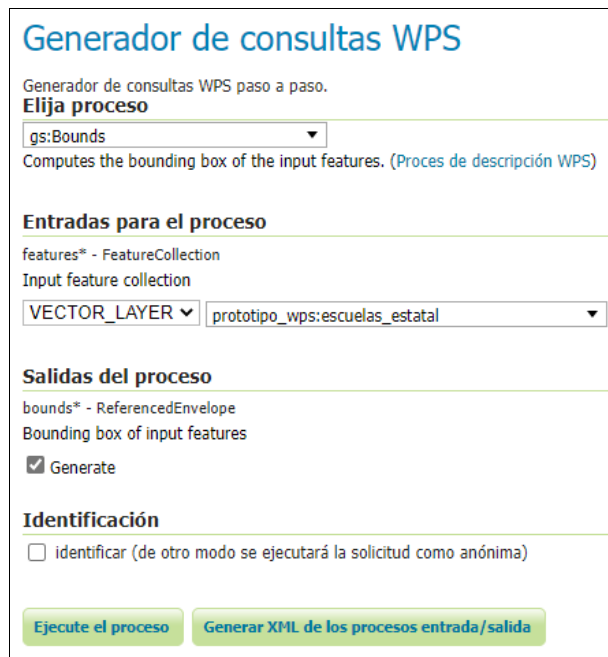 Generador de consultas WPS
Generador de consultas WPS paso a paso.
Elija proceso
gs:Bounds
Computes the bounding box of the input features. (Proces de descripción WPS)
Entradas para el proceso
features* - FeatureCollection
Input feature collection
VECTOR_LAYER prototipo_wps:escuelas_estatal
Salidas del proceso
bounds* - ReferencedEnvelope
Bounding box of input features
Generate
Identificación
identificar (de otro modo se ejecutará la solicitud como anónima)
Ejecute el proceso Generar XML de los procesos entrada/salida